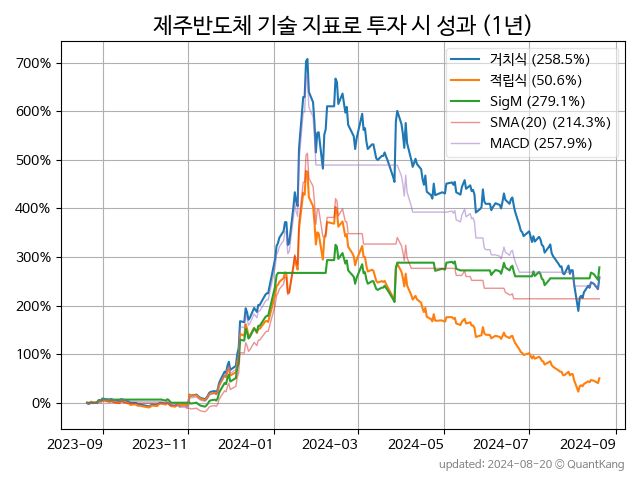 제주반도체 기술 지표로 투자 시 성과 (1년)
거치식 (258.5%)
적립식 (50.6%)
SigM (279.1%)
SMA(20) (214.3%)
MACD (257.9%)
700%
600%
500%
400%
300%
200%
100%
0%
2023-09 2023-11 2024-01 2024-03 2024-05 2024-07 2024-09
updated: 2024-08-20 © QuantKang